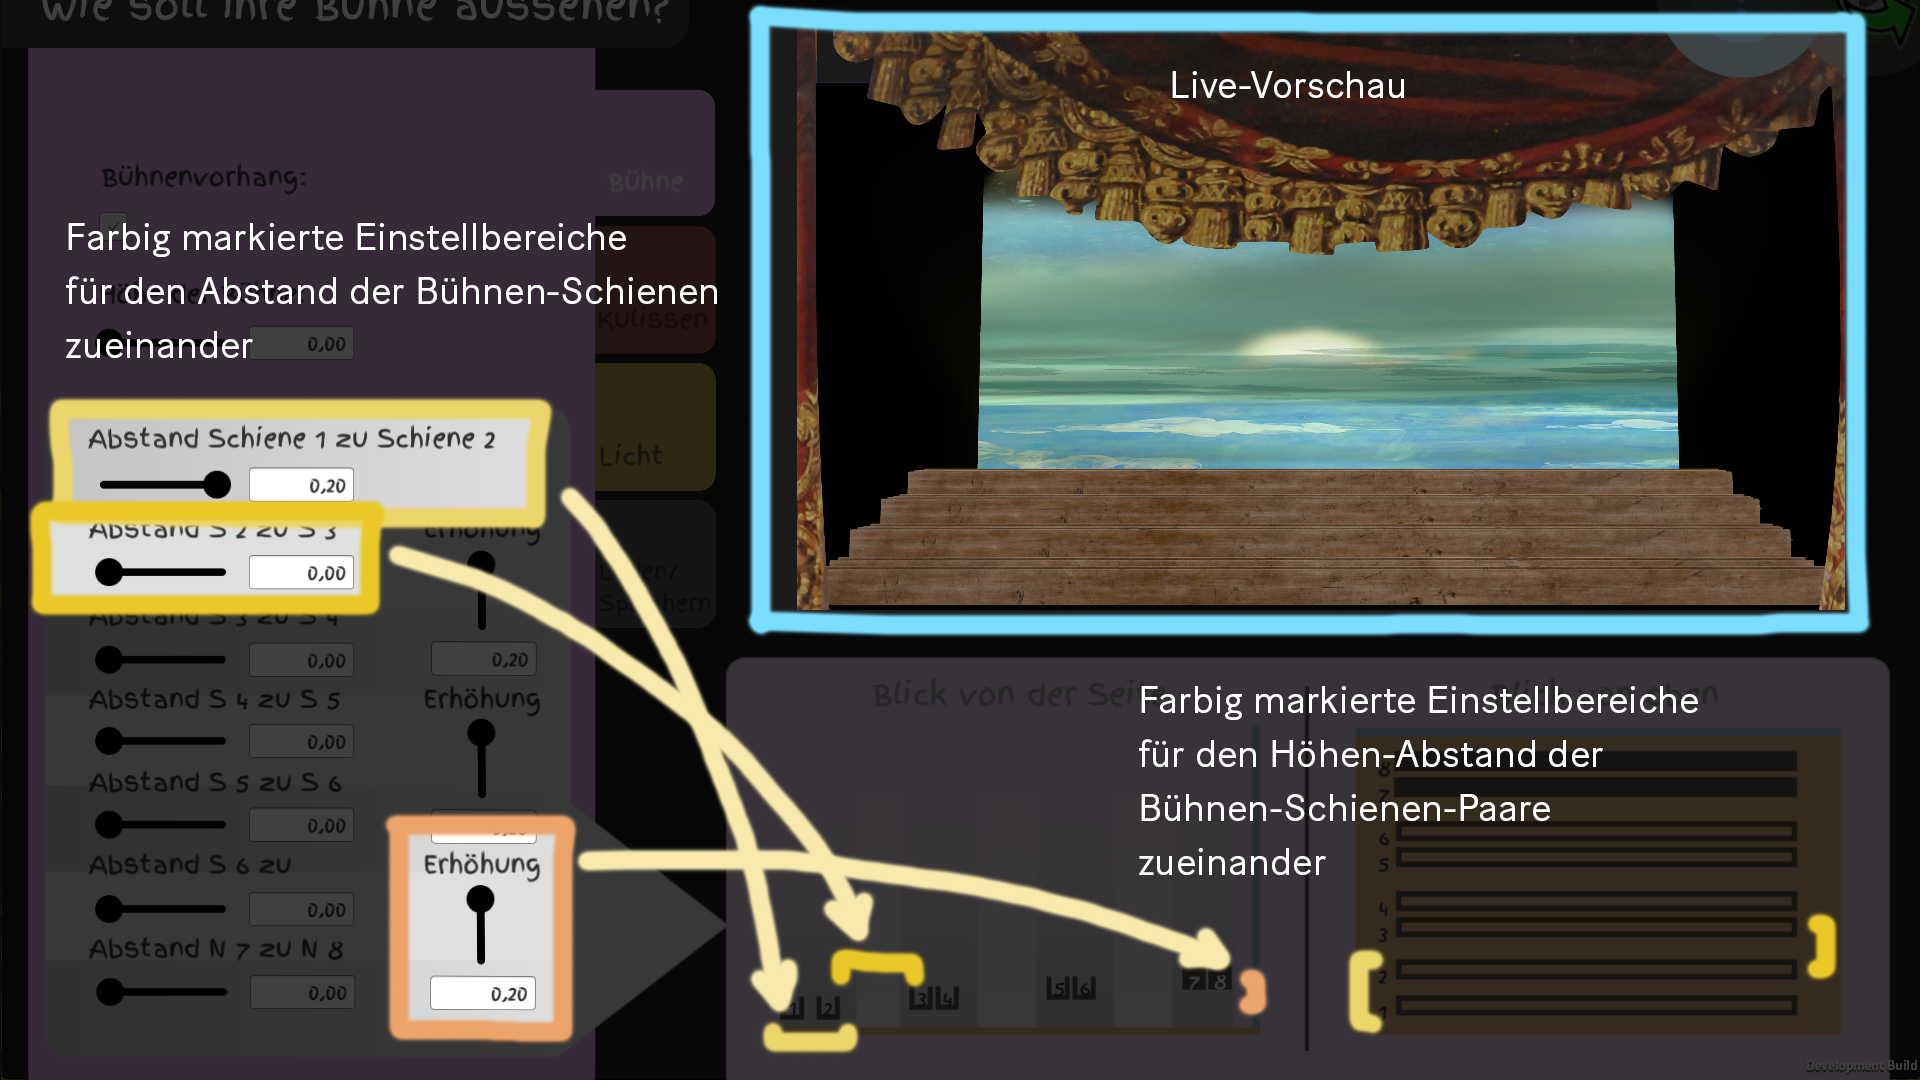 Wie soll Ihre Bühne aussehen?
Live-Vorschau
Bühnenvorhang:
Bühne
Farbig markierte Einstellbereiche
für den Abstand der Bühnen-Schienen
zueinander
0,00
Kulissen
Licht
Abstand Schiene 1 zu Schiene 2
0,20
Abstand S 2 zu S 3
0,00
Erhöhung
0,20
Laden/
Speichern
Abstand S 3 zu S 4
0,00
Abstand S 4 zu S 5
0,00
Erhöhung
0,20
Abstand S 5 zu S 6
0,00
Abstand S 6 zu
0,00
Erhöhung
0,20
Abstand N 7 zu N 8
0,00
Blick von der Seite
Farbig markierte Einstellbereiche
für den Höhen-Abstand der
Bühnen-Schienen-Paare
zueinander
1 2 3 4 5 6 7 8
8
7
6
5
4
3
2
1
Development Build